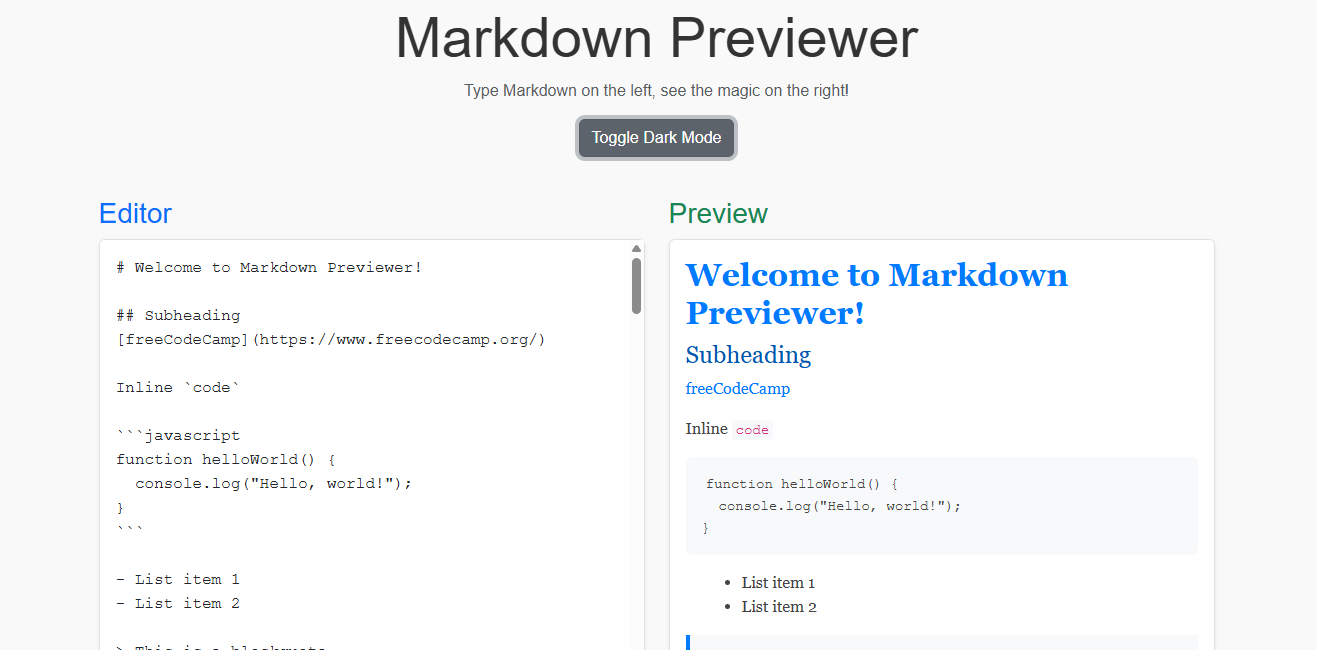 Markdown Previewer
Type Markdown on the left, see the magic on the right!
Toggle Dark Mode
Editor
# Welcome to Markdown Previewer!
## Subheading
[freeCodeCamp](https://www.freecodecamp.org/)
Inline `code`
```javascript
function helloWorld() {
  console.log("Hello, world!");
}
```
- List item 1
- List item 2
> This is a blockquote
Preview
Welcome to Markdown
Previewer!
Subheading
freeCodeCamp
Inline code
function helloWorld() {
  console.log("Hello, world!");
}
• List item 1
• List item 2